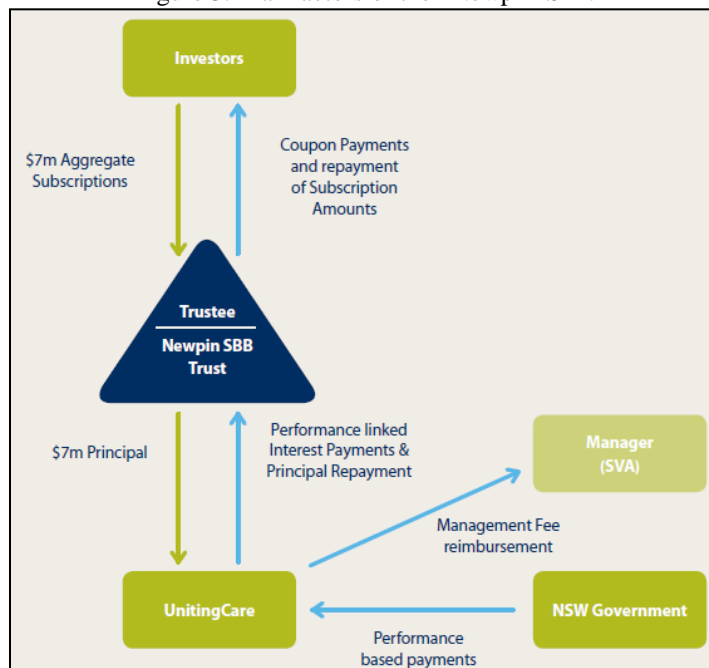 Investors
$7m Aggregate
Subscriptions
Coupon Payments
and repayment
of Subscription
Amounts
Trustee
Newpin SBB
Trust
$7m Principal
Performance linked
Interest Payments &
Principal Repayment
Manager
(SVA)
Management Fee
reimbursement
UnitingCare
NSW Government
Performance
based payments